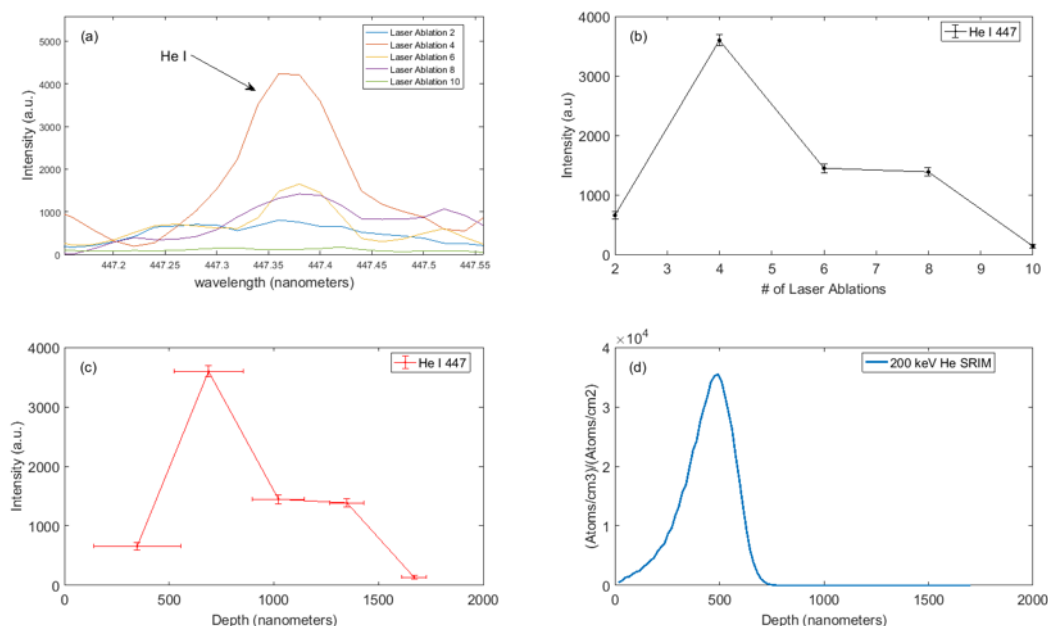 (a)
Laser Ablation 2
Laser Ablation 4
Laser Ablation 6
Laser Ablation 8
Laser Ablation 10
He I
5000
4000
3000
2000
1000
0
Intensity (a.u.)
447.2 447.25 447.3 447.35 447.4 447.45 447.5 447.55
wavelength (nanometers)
(b)
He I 447
4000
3000
2000
1000
0
Intensity (a.u)
2 3 4 5 6 7 8 9 10
# of Laser Ablations
(c)
He I 447
4000
3000
2000
1000
0
Intensity (a.u.)
0 500 1000 1500 2000
Depth (nanometers)
×10⁴
(d)
200 keV He SRIM
4
3
2
1
0
(Atoms/cm3)/(Atoms/cm2)
0 500 1000 1500 2000
Depth (nanometers)